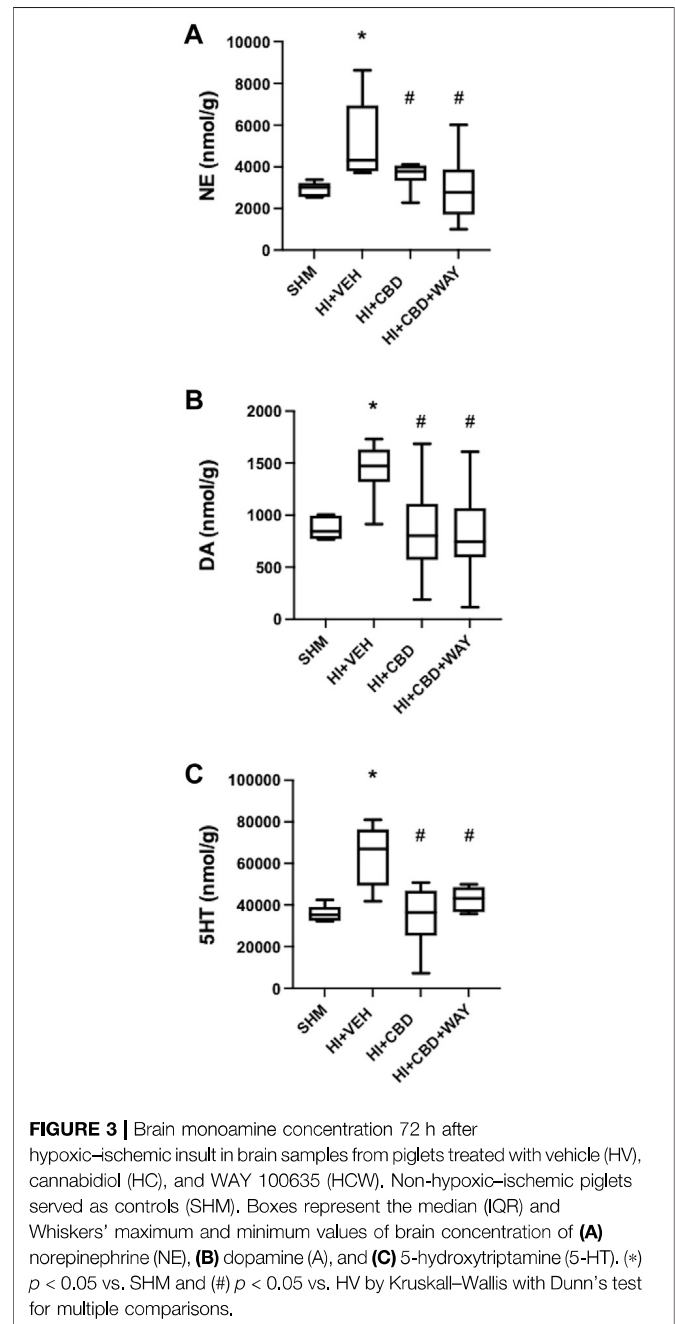 A
*
#
#
10000
8000
6000
4000
2000
0
NE (nmol/g)
SHM
HI+VEH
HI+CBD
HI+CBD+WAY
B
*
#
#
2000
1500
1000
500
0
DA (nmol/g)
SHM
HI+VEH
HI+CBD
HI+CBD+WAY
C
*
#
#
100000
80000
60000
40000
20000
0
5HT (nmol/g)
SHM
HI+VEH
HI+CBD
HI+CBD+WAY
FIGURE 3 | Brain monoamine concentration 72 h after
hypoxic–ischemic insult in brain samples from piglets treated with vehicle (HV),
cannabidiol (HC), and WAY 100635 (HCW). Non-hypoxic–ischemic piglets
served as controls (SHM). Boxes represent the median (IQR) and
Whiskers' maximum and minimum values of brain concentration of (A)
norepinephrine (NE), (B) dopamine (A), and (C) 5-hydroxytriptamine (5-HT). (*)
p < 0.05 vs. SHM and (#) p < 0.05 vs. HV by Kruskall–Wallis with Dunn's test
for multiple comparisons.